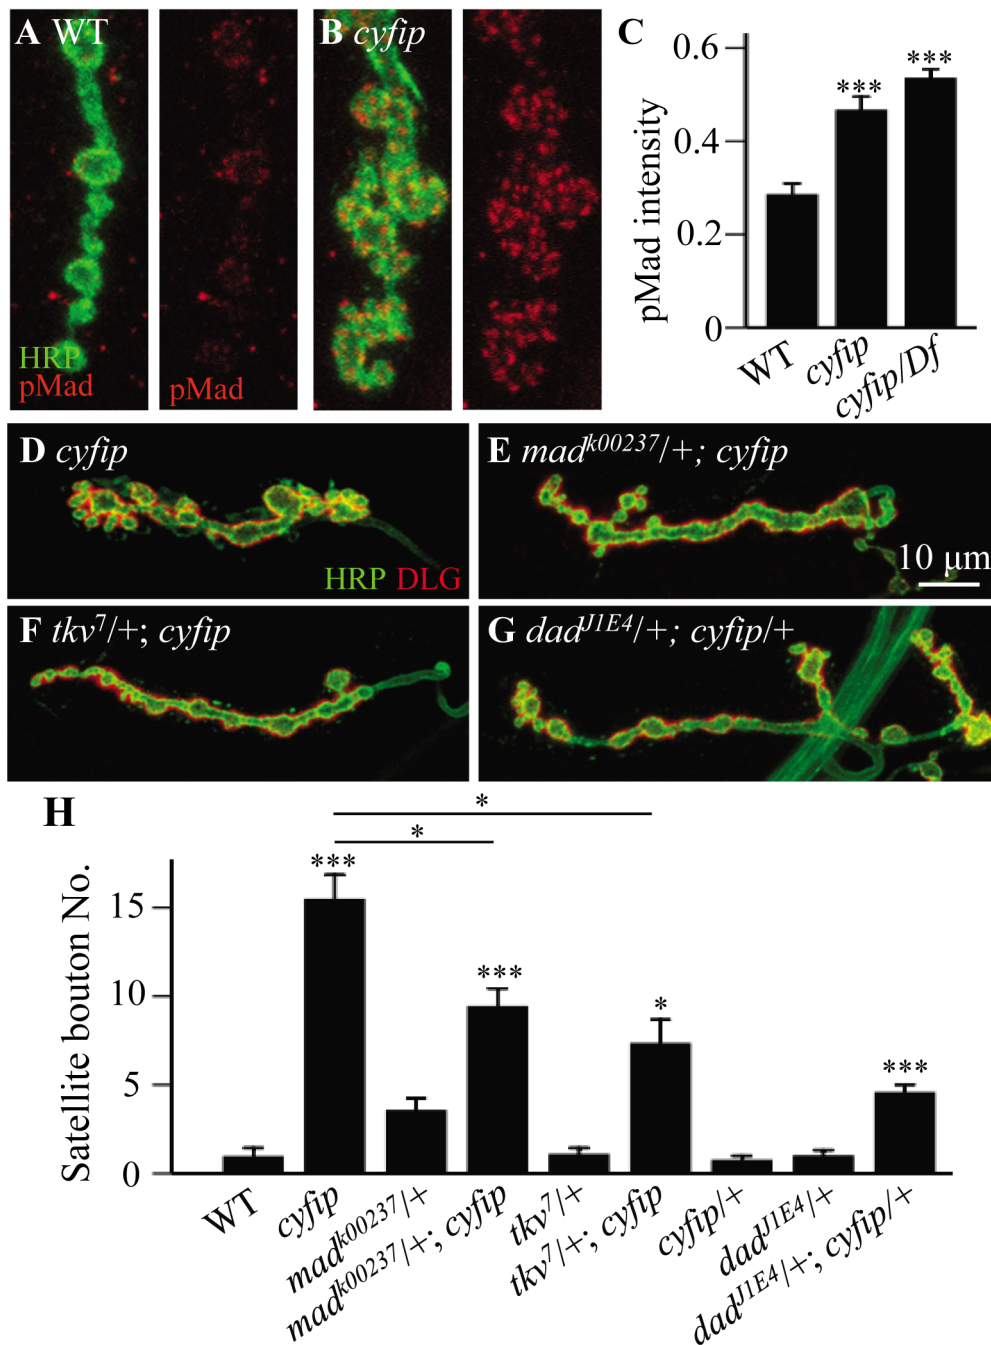 A WT
HRP
pMad
pMad
B cyfip
C
pMad intensity
0.6
0.4
0.2
0
***
***
WT
cyfip
cyfip/Df
D cyfip
HRP DLG
E mad^k00237/+; cyfip
10 μm
F tkv^7/+; cyfip
G dad^J1E4/+; cyfip/+
H
Satellite bouton No.
15
10
5
0
*
*
***
***
*
***
WT
cyfip
mad^k00237/+
mad^k00237/+; cyfip
tkv^7/+
tkv^7/+; cyfip
cyfip/+
dad^J1E4/+
dad^J1E4/+; cyfip/+